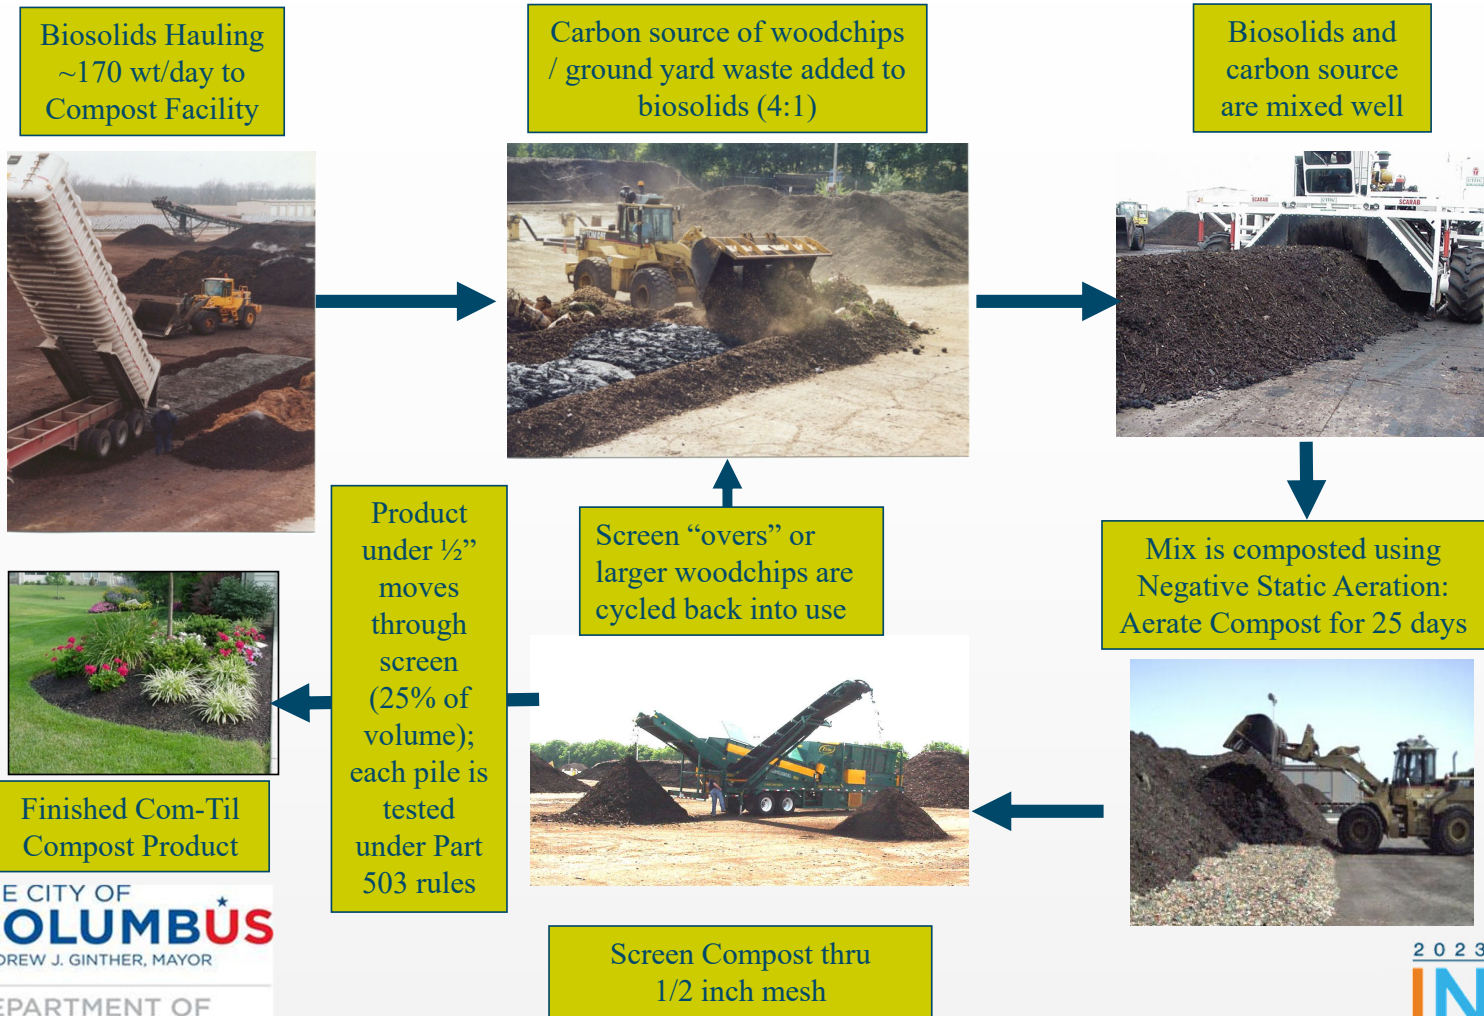 Biosolids Hauling
~170 wt/day to
Compost Facility
Carbon source of woodchips
/ ground yard waste added to
biosolids (4:1)
Biosolids and
carbon source
are mixed well
SCARAB
SCARAB
Product
under ½”
moves
through
screen
(25% of
volume);
each pile is
tested
under Part
503 rules
Screen “overs” or
larger woodchips are
cycled back into use
Mix is composted using
Negative Static Aeration:
Aerate Compost for 25 days
Finished Com-Til
Compost Product
Screen Compost thru
1/2 inch mesh
E CITY OF
OLUMBUS
DREW J. GINTHER, MAYOR
EPARTMENT OF
2023
IN